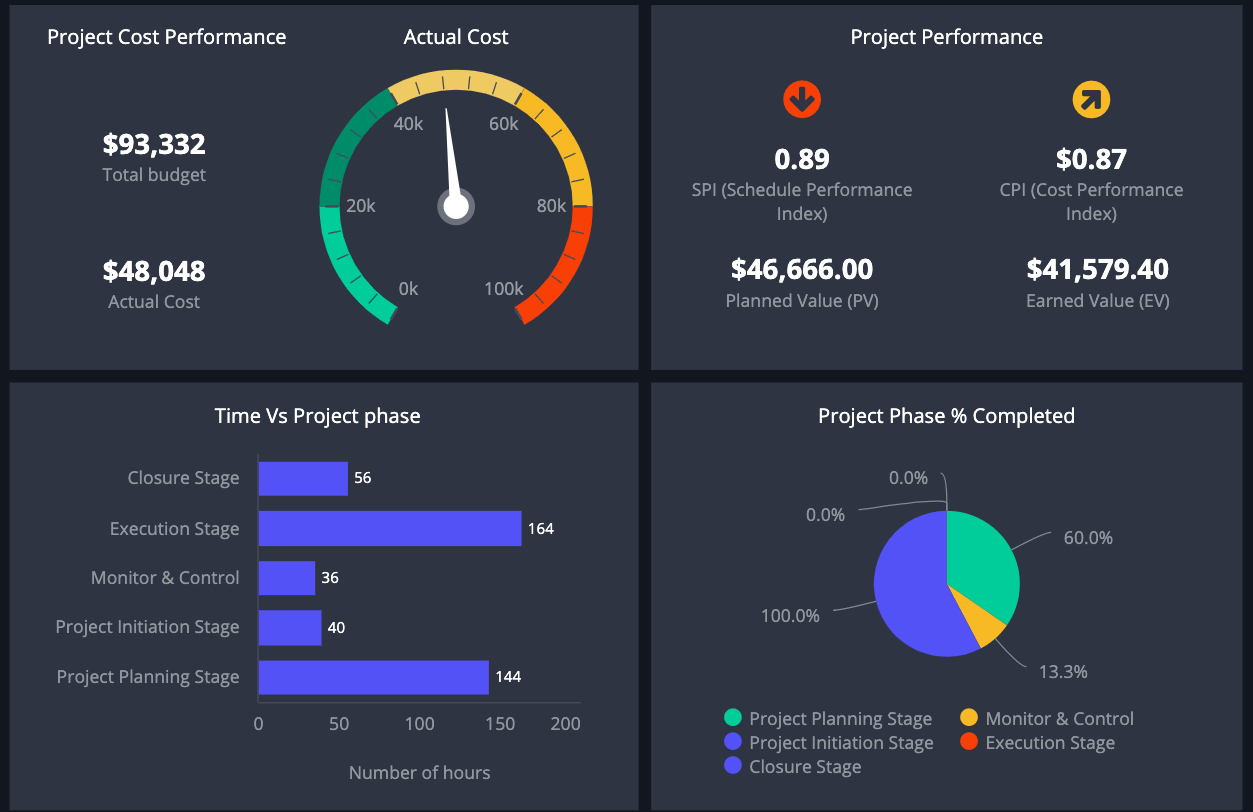 Project Cost Performance
Actual Cost
$93,332
Total budget
$48,048
Actual Cost
40k
60k
20k
80k
0k
100k
Project Performance
0.89
SPI (Schedule Performance
Index)
$0.87
CPI (Cost Performance
Index)
$46,666.00
Planned Value (PV)
$41,579.40
Earned Value (EV)
Time Vs Project phase
Closure Stage
56
Execution Stage
164
Monitor & Control
36
Project Initiation Stage
40
Project Planning Stage
144
0
50
100
150
200
Number of hours
Project Phase % Completed
0.0%
0.0%
60.0%
100.0%
13.3%
Project Planning Stage
Monitor & Control
Project Initiation Stage
Execution Stage
Closure Stage